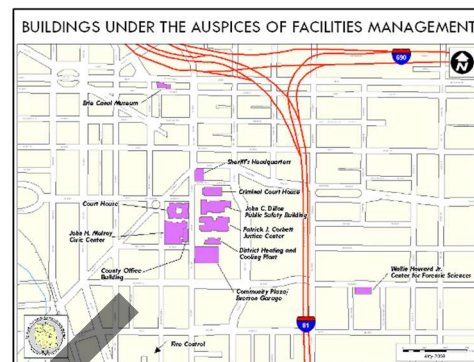 BUILDINGS UNDER THE AUSPICES OF FACILITIES MANAGEMENT
690
Erie Canal Museum
Sheriff's Headquarters
Criminal Court House
Court House
John C. Dillon
Public Safety Building
John H. Mulroy
Civic Center
Patrick J. Corbett
Justice Center
District Heating and
Cooling Plant
County Office
Building
Wallie Howard Jr.
Center for Forensic Sciences
Community Plaza/
Garage
81
Fire Control